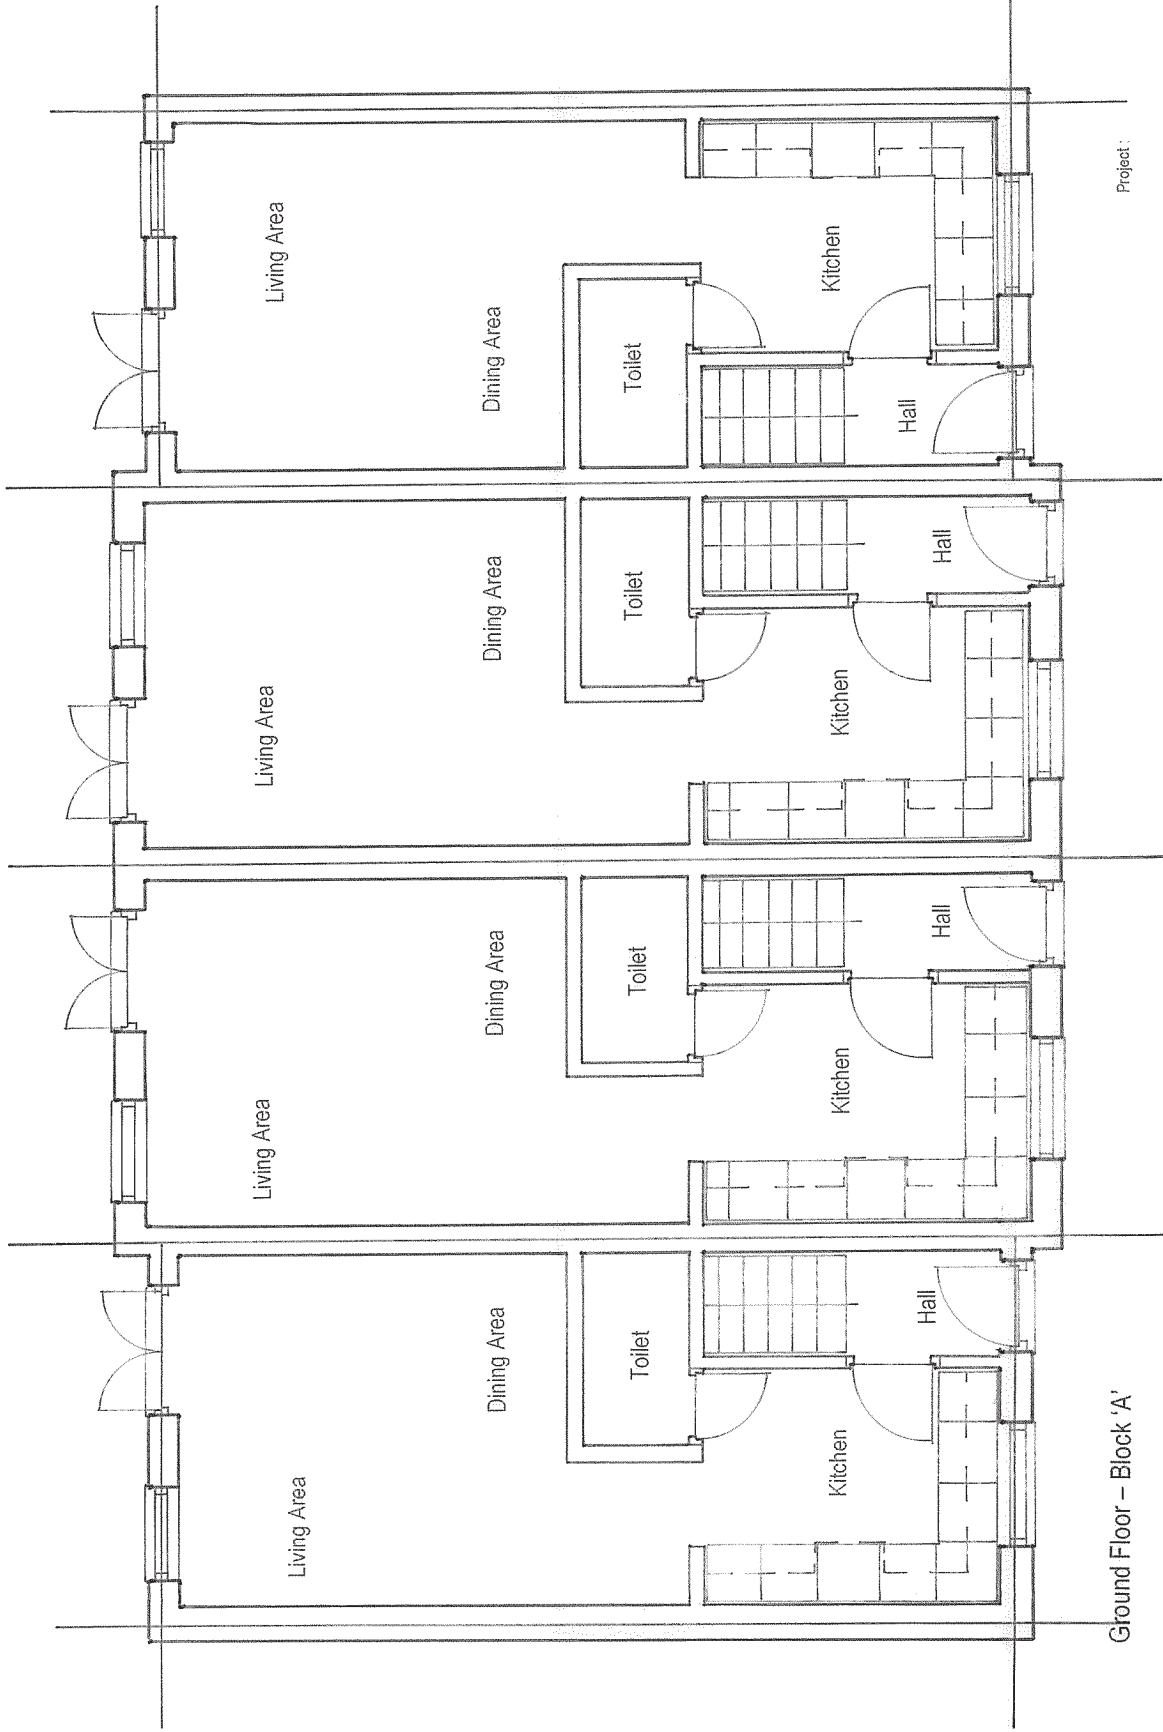 Living Area
Living Area
Living Area
Living Area
Dining Area
Dining Area
Dining Area
Dining Area
Toilet
Toilet
Toilet
Toilet
Kitchen
Kitchen
Kitchen
Kitchen
Hall
Hall
Hall
Hall
Ground Floor – Block 'A'
Project :